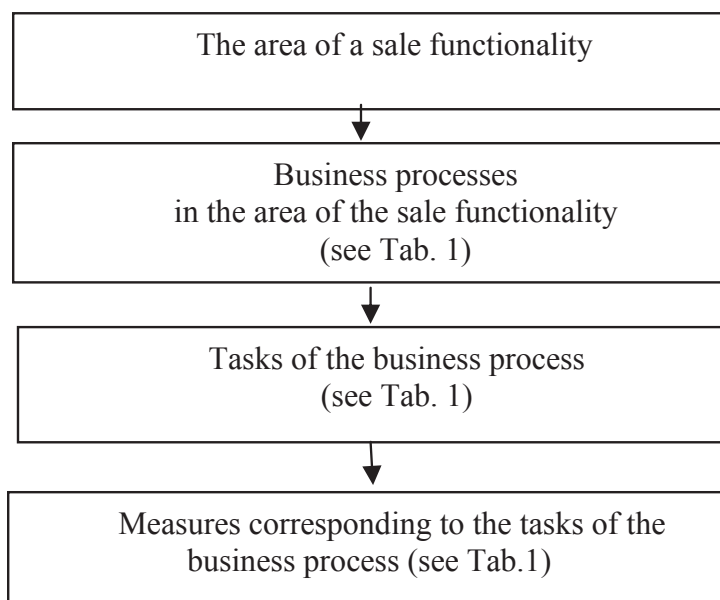 The area of a sale functionality
Business processes
in the area of the sale functionality
(see Tab. 1)
Tasks of the business process
(see Tab. 1)
Measures corresponding to the tasks of the
business process (see Tab.1)